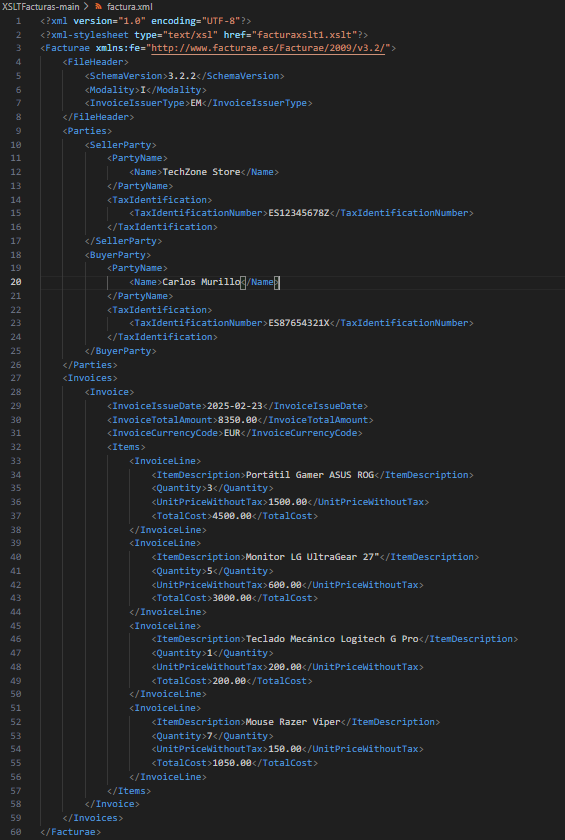 XSLTFacturas-main > factura.xml
1 <?xml version="1.0" encoding="UTF-8"?>
2 <?xml-stylesheet type="text/xsl" href="facturaxslt1.xslt"?>
3 <Facturae xmlns:fe="http://www.facturae.es/Facturae/2009/v3.2/">
4 <FileHeader>
5 <SchemaVersion>3.2.2</SchemaVersion>
6 <Modality>I</Modality>
7 <InvoiceIssuerType>EM</InvoiceIssuerType>
8 </FileHeader>
9 <Parties>
10 <SellerParty>
11 <PartyName>
12 <Name>TechZone Store</Name>
13 </PartyName>
14 <TaxIdentification>
15 <TaxIdentificationNumber>ES12345678Z</TaxIdentificationNumber>
16 </TaxIdentification>
17 </SellerParty>
18 <BuyerParty>
19 <PartyName>
20 <Name>Carlos Murillo</Name>
21 </PartyName>
22 <TaxIdentification>
23 <TaxIdentificationNumber>ES87654321X</TaxIdentificationNumber>
24 </TaxIdentification>
25 </BuyerParty>
26 </Parties>
27 <Invoices>
28 <Invoice>
29 <InvoiceIssueDate>2025-02-23</InvoiceIssueDate>
30 <InvoiceTotalAmount>8350.00</InvoiceTotalAmount>
31 <InvoiceCurrencyCode>EUR</InvoiceCurrencyCode>
32 <Items>
33 <InvoiceLine>
34 <ItemDescription>Portátil Gamer ASUS ROG</ItemDescription>
35 <Quantity>3</Quantity>
36 <UnitPriceWithoutTax>1500.00</UnitPriceWithoutTax>
37 <TotalCost>4500.00</TotalCost>
38 </InvoiceLine>
39 <InvoiceLine>
40 <ItemDescription>Monitor LG UltraGear 27"</ItemDescription>
41 <Quantity>5</Quantity>
42 <UnitPriceWithoutTax>600.00</UnitPriceWithoutTax>
43 <TotalCost>3000.00</TotalCost>
44 </InvoiceLine>
45 <InvoiceLine>
46 <ItemDescription>Teclado Mecánico Logitech G Pro</ItemDescription>
47 <Quantity>1</Quantity>
48 <UnitPriceWithoutTax>200.00</UnitPriceWithoutTax>
49 <TotalCost>200.00</TotalCost>
50 </InvoiceLine>
51 <InvoiceLine>
52 <ItemDescription>Mouse Razer Viper</ItemDescription>
53 <Quantity>7</Quantity>
54 <UnitPriceWithoutTax>150.00</UnitPriceWithoutTax>
55 <TotalCost>1050.00</TotalCost>
56 </InvoiceLine>
57 </Items>
58 </Invoice>
59 </Invoices>
60 </Facturae>